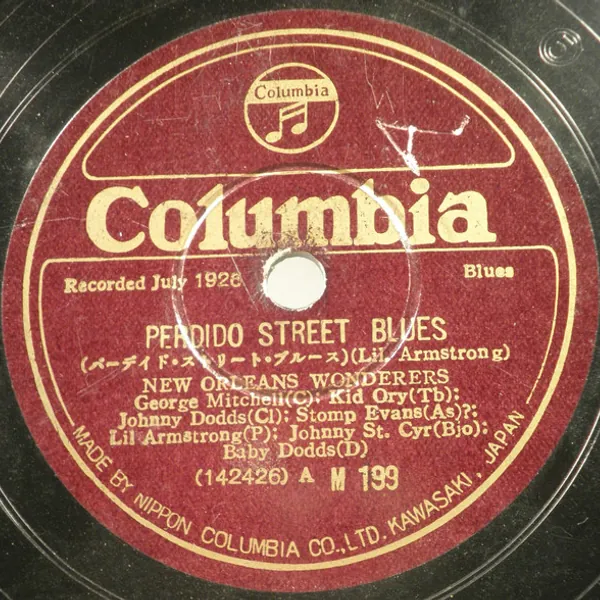 Columbia
Columbia
Recorded July 1926
Blues
PERDIDO STREET BLUES
(パーデイド・ストリート・ブルース)(Lil Armstrong)
NEW ORLEANS WONDERERS
George Mitchell(C); Kid Ory(Tb);
Johnny Dodds(Cl); Stomp Evans(As)?;
Lil Armstrong(P); Johnny St. Cyr(Bjo);
Baby Dodds(D)
(142426) A M 199
MADE BY NIPPON COLUMBIA CO., LTD. KAWASAKI, JAPAN